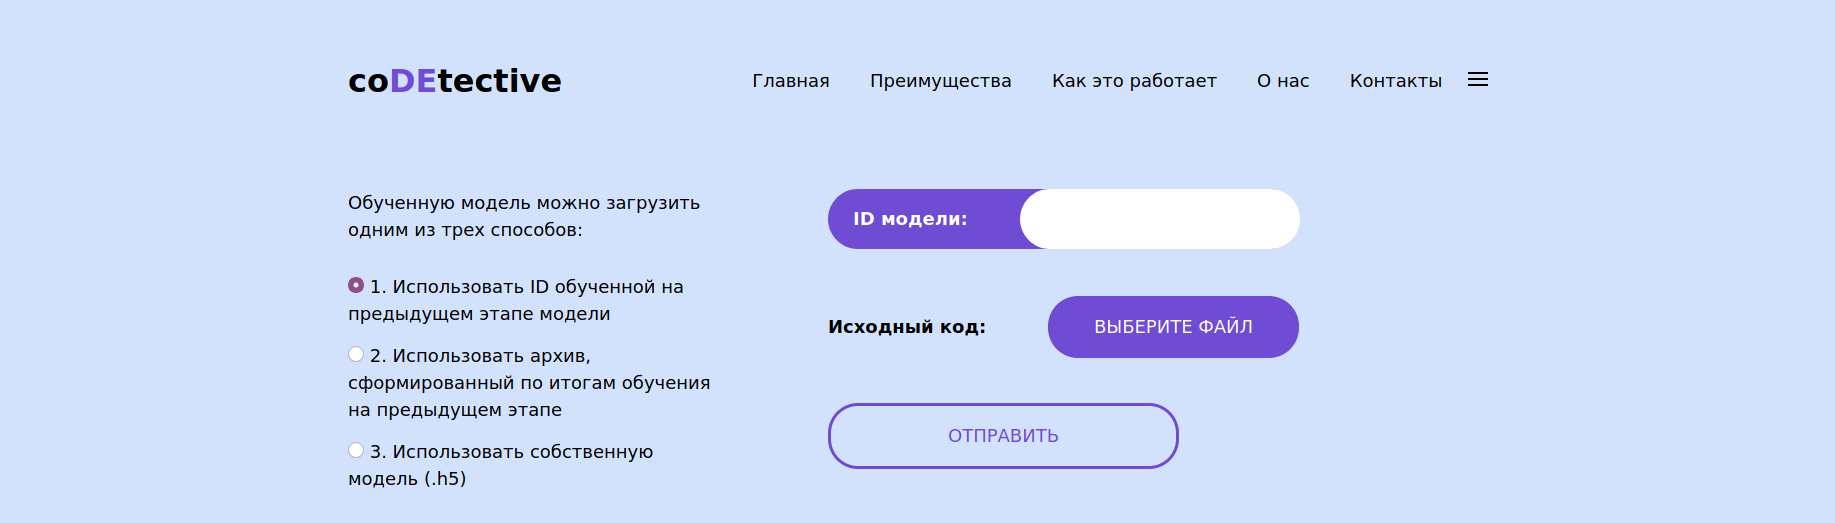 coDEtective
Главная Преимущества Как это работает О нас Контакты
Обученную модель можно загрузить
одним из трех способов:
1. Использовать ID обученной на
предыдущем этапе модели
2. Использовать архив,
сформированный по итогам обучения
на предыдущем этапе
3. Использовать собственную
модель (.h5)
ID модели:
Исходный код:
ВЫБЕРИТЕ ФАЙЛ
ОТПРАВИТЬ